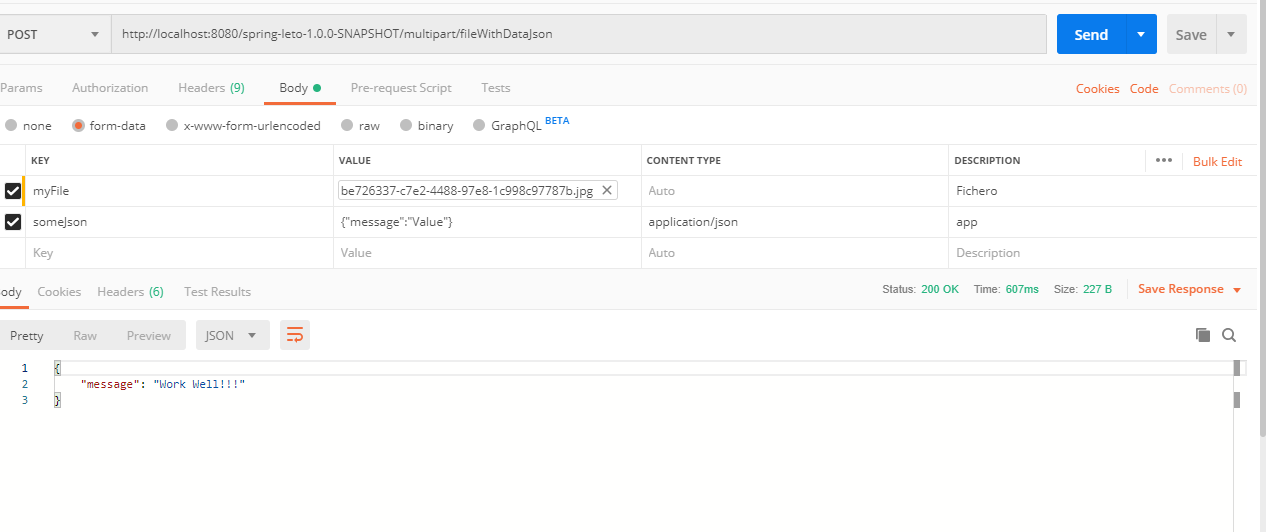 POST http://localhost:8080/spring-leto-1.0.0-SNAPSHOT/multipart/fileWithDataJson Send Save
Params Authorization Headers (9) Body Pre-request Script Tests Cookies Code Comments (0)
none form-data x-www-form-urlencoded raw binary GraphQL BETA
KEY VALUE CONTENT TYPE DESCRIPTION ••• Bulk Edit
myFile be726337-c7e2-4488-97e8-1c998c97787b.jpg Auto Fichero
someJson {"message":"Value"} application/json app
Key Value Auto Description
ody Cookies Headers (6) Test Results Status: 200 OK Time: 607ms Size: 227 B Save Response
Pretty Raw Preview JSON
1 {
2 "message": "Work Well!!!"
3 }